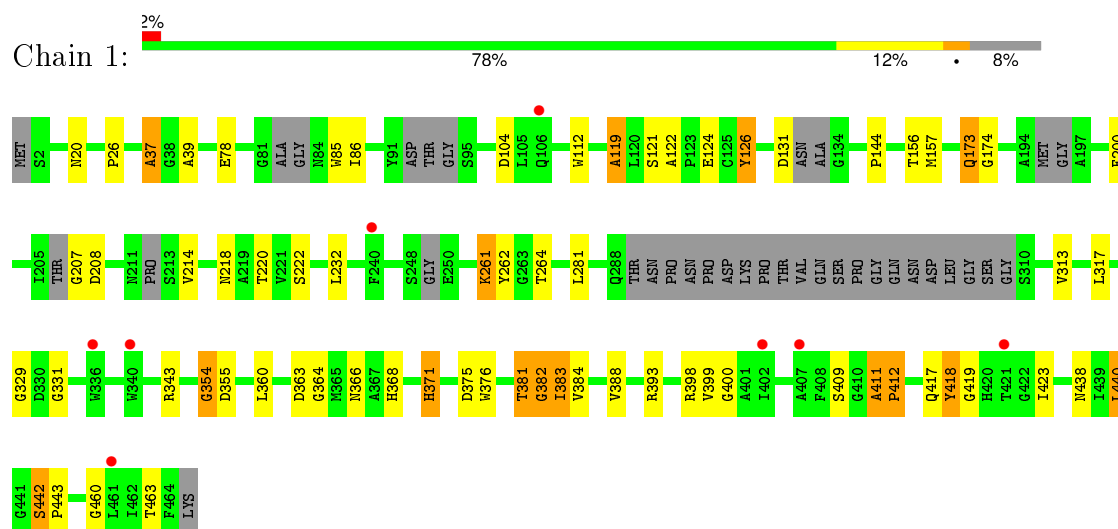 2%
Chain 1:
78% 12% • 8%
MET S2 N20 P26 A37 G38 A39 E78 G81 ALA GLY N84 W85 I86 Y91 ASP THR GLY S95 D104 L105 Q106 W112 A119 L120 S121 A122 P123 E124 G125 Y126 D131 ASN ALA G134 P144 T156 M157 Q173 G174 A194 MET GLY A197
I205 THR G207 D208 N211 PRO S213 V214 N218 A219 T220 V221 S222 L232 F240 S248 GLY E250 K261 Y262 G263 T264 L281 Q288 THR ASN PRO ASN PRO ASP LYS PRO THR VAL GLN SER PRO GLY GLN ASN ASP LEU GLY SER GLY S310 V313 L317
G329 D330 G331 W336 W340 R343 G354 D355 L360 D363 G364 M365 N366 A367 H368 H371 D375 W376 T381 G382 I383 V384 V388 R393 R398 V399 G400 A401 I402 A407 F408 S409 G410 A411 P412 Q417 Y418 G419 H420 T421 G422 I423 N438 I439 L440
G441 S442 P443 G460 L461 I462 T463 F464 LYS